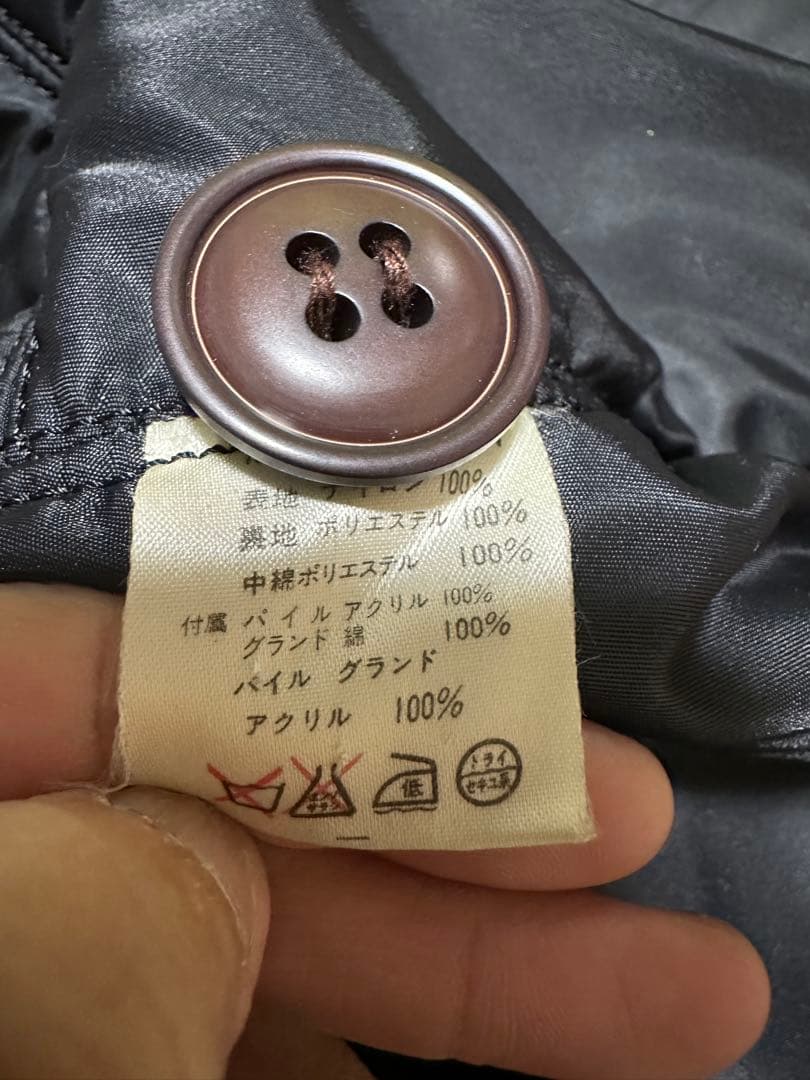 表地 ナイロン 100%
裏地 ポリエステル 100%
中綿ポリエステル 100%
付属 パイル アクリル 100%
グランド 綿 100%
パイル グランド
アクリル 100%
低
ドライ
セキユ系